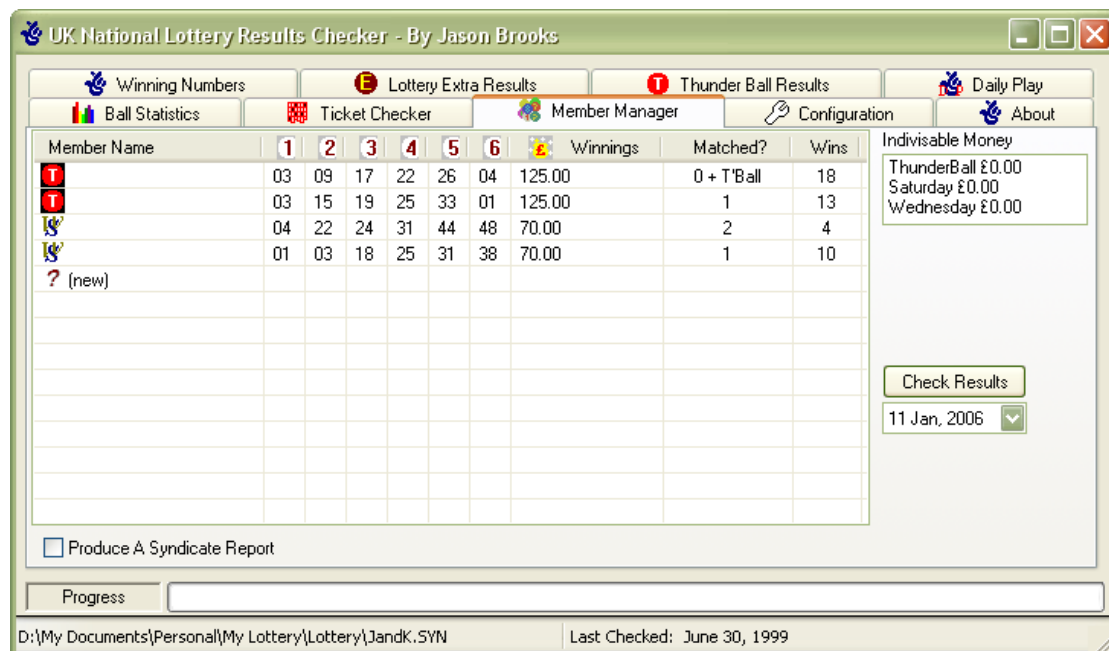 UK National Lottery Results Checker - By Jason Brooks
Winning Numbers E Lottery Extra Results T Thunder Ball Results Daily Play
Ball Statistics Ticket Checker Member Manager Configuration About
Member Name 1 2 3 4 5 6 £ Winnings Matched? Wins
T 03 09 17 22 26 04 125.00 0 + T'Ball 18
T 03 15 19 25 33 01 125.00 1 13
04 22 24 31 44 48 70.00 2 4
01 03 18 25 31 38 70.00 1 10
? (new)
Indivisable Money
ThunderBall £0.00
Saturday £0.00
Wednesday £0.00
Check Results
11 Jan, 2006
Produce A Syndicate Report
Progress
D:\My Documents\Personal\My Lottery\Lottery\JandK.SYN Last Checked: June 30, 1999